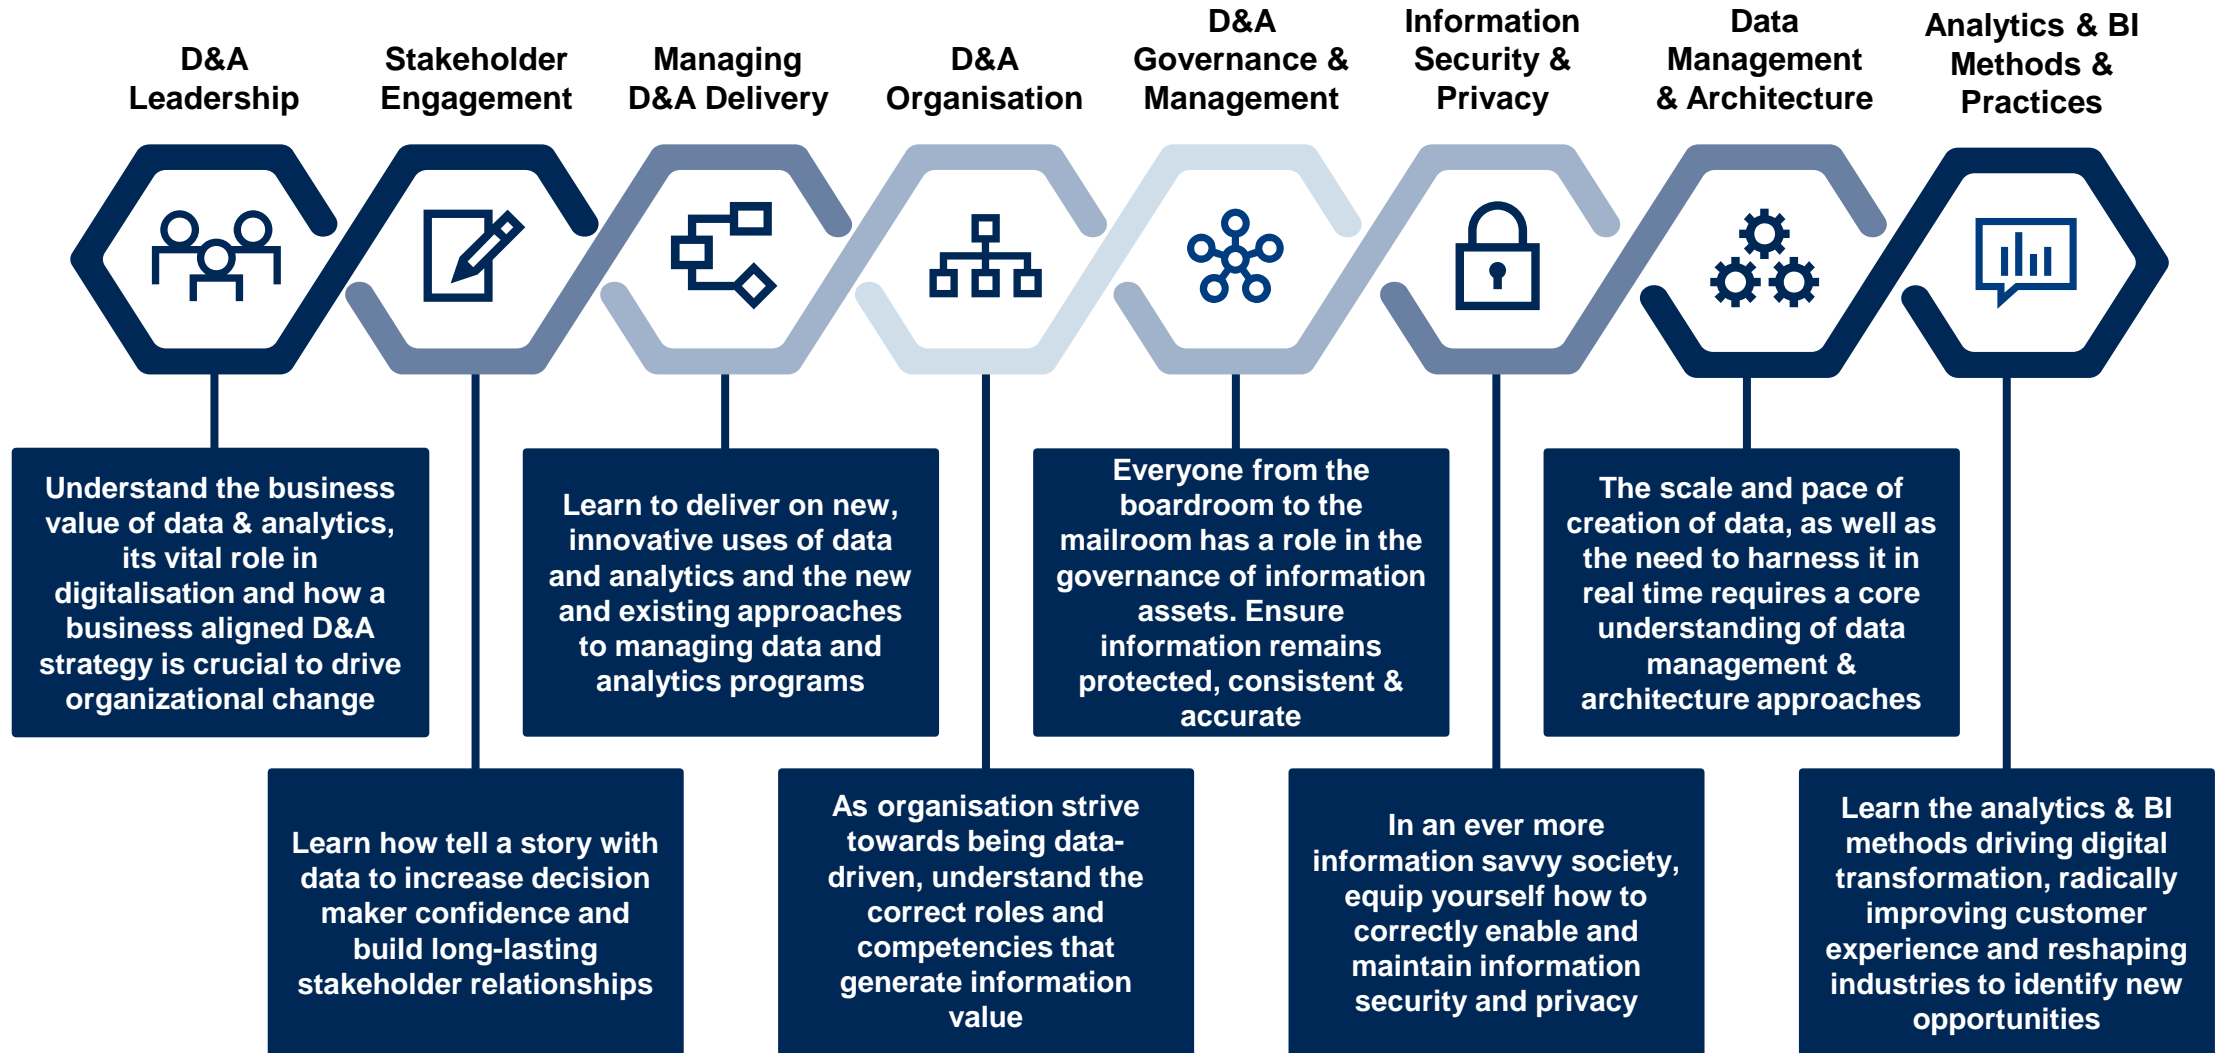 D&A
Leadership
Stakeholder
Engagement
Managing
D&A Delivery
D&A
Organisation
D&A
Governance &
Management
Information
Security &
Privacy
Data
Management
& Architecture
Analytics & BI
Methods &
Practices
Understand the business
value of data & analytics,
its vital role in
digitalisation and how a
business aligned D&A
strategy is crucial to drive
organizational change
Learn how tell a story with
data to increase decision
maker confidence and
build long-lasting
stakeholder relationships
Learn to deliver on new,
innovative uses of data
and analytics and the new
and existing approaches
to managing data and
analytics programs
As organisation strive
towards being data-
driven, understand the
correct roles and
competencies that
generate information
value
Everyone from the
boardroom to the
mailroom has a role in the
governance of information
assets. Ensure
information remains
protected, consistent &
accurate
In an ever more
information savvy society,
equip yourself how to
correctly enable and
maintain information
security and privacy
The scale and pace of
creation of data, as well as
the need to harness it in
real time requires a core
understanding of data
management &
architecture approaches
Learn the analytics & BI
methods driving digital
transformation, radically
improving customer
experience and reshaping
industries to identify new
opportunities